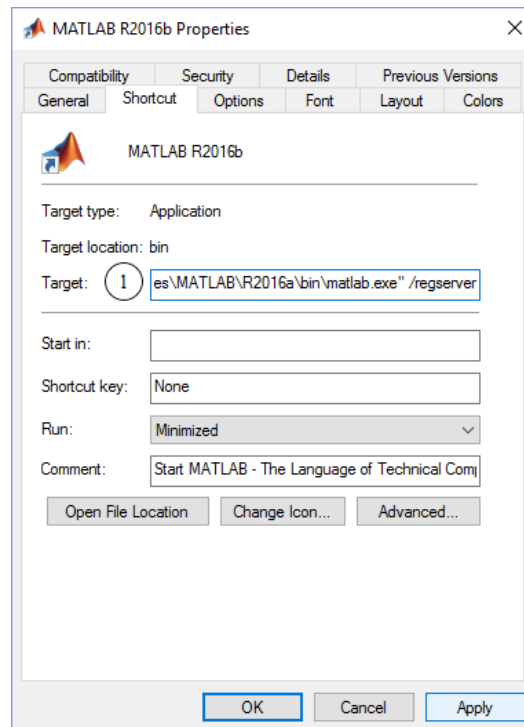 MATLAB R2016b Properties
Compatibility Security Details Previous Versions
General Shortcut Options Font Layout Colors
MATLAB R2016b
Target type: Application
Target location: bin
Target: 1 es\MATLAB\R2016a\bin\matlab.exe" /regserver
Start in:
Shortcut key: None
Run: Minimized
Comment: Start MATLAB - The Language of Technical Comp
Open File Location Change Icon... Advanced...
OK Cancel Apply